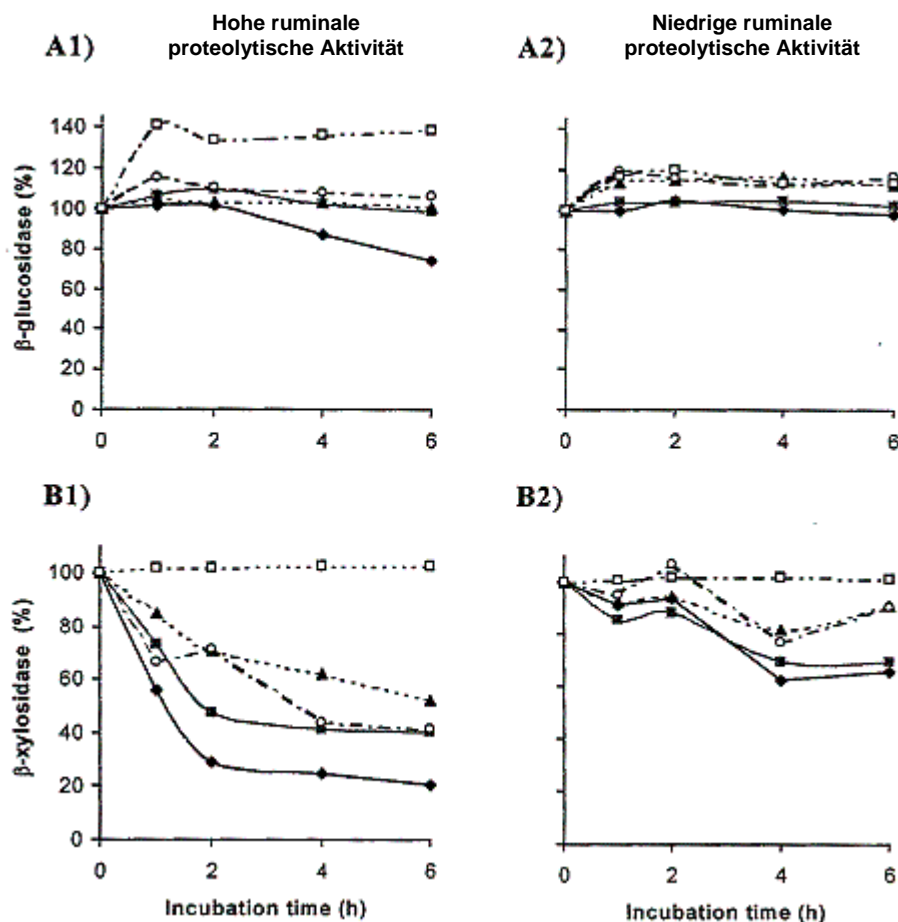 Hohe ruminale
proteolytische Aktivität
Niedrige ruminale
proteolytische Aktivität
A1)
A2)
β-glucosidase (%)
140
120
100
80
60
40
20
0
0 2 4 6
0 2 4 6
B1)
B2)
β-xylosidase (%)
100
80
60
40
20
0
0 2 4 6
Incubation time (h)
0 2 4 6
Incubation time (h)